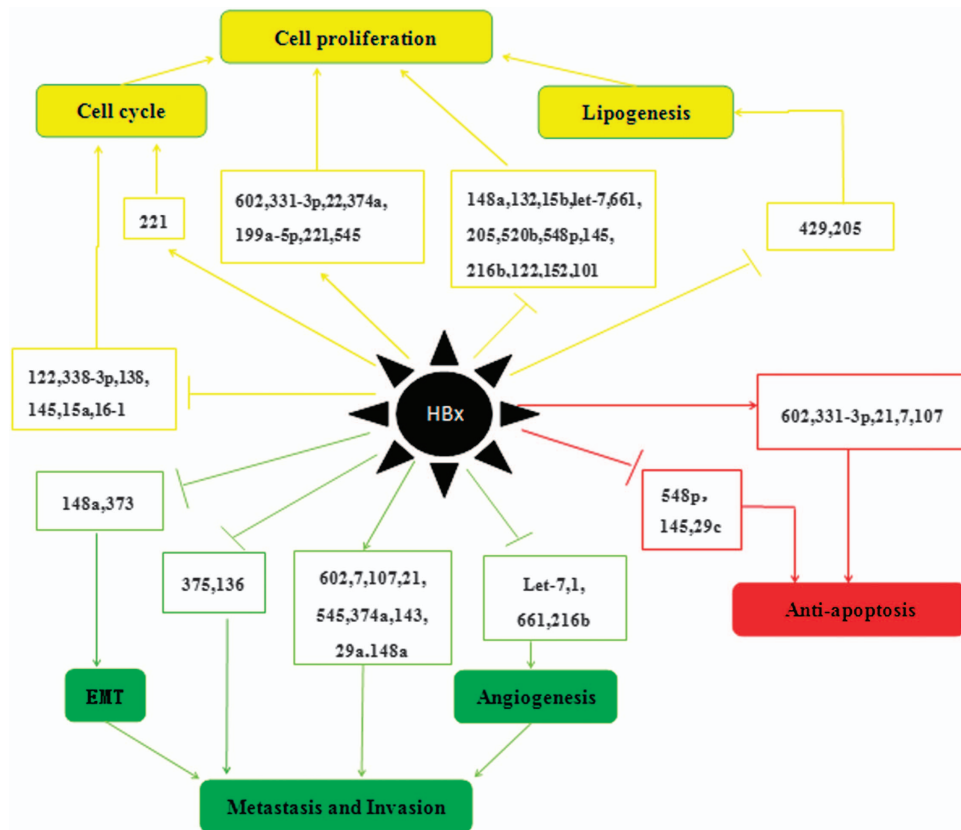 Cell proliferation
Cell cycle
Lipogenesis
221
602,331-3p,22,374a,
199a-5p,221,545
148a,132,15b,let-7,661,
205,520b,548p,145,
216b,122,152,101
429,205
122,338-3p,138,
145,15a,16-1
HBx
602,331-3p,21,7,107
148a,373
375,136
602,7,107,21,
545,374a,143,
29a.148a
Let-7,1,
661,216b
548p,
145,29c
Anti-apoptosis
EMT
Angiogenesis
Metastasis and Invasion